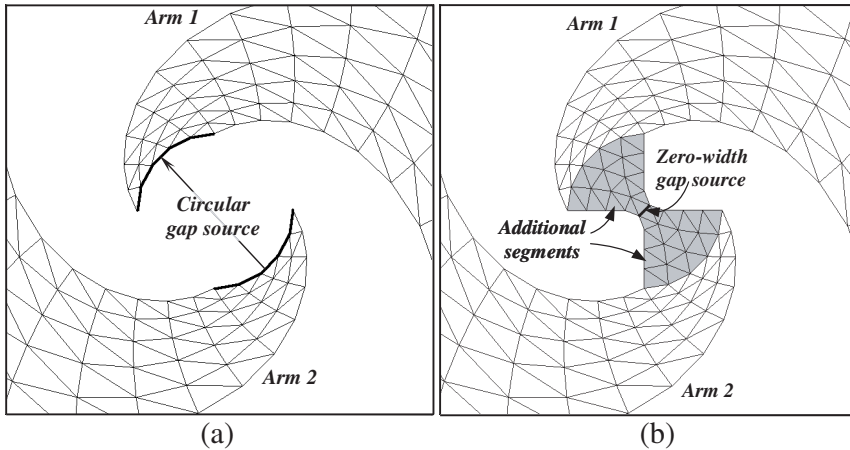 Arm 1
Circular
gap source
Arm 2
(a)
Arm 1
Zero-width
gap source
Additional
segments
Arm 2
(b)